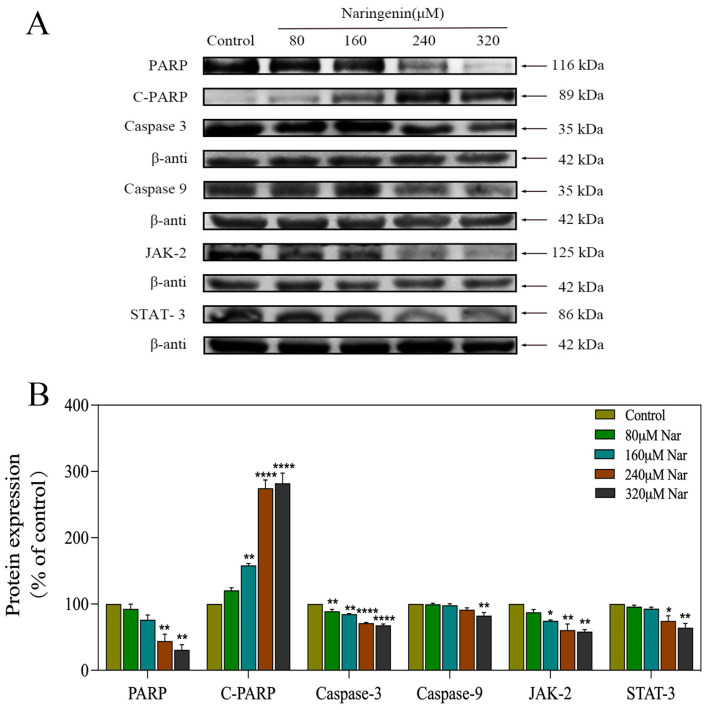 A
Naringenin(μM)
Control 80 160 240 320
PARP 116 kDa
C-PARP 89 kDa
Caspase 3 35 kDa
β-anti 42 kDa
Caspase 9 35 kDa
β-anti 42 kDa
JAK-2 125 kDa
β-anti 42 kDa
STAT- 3 86 kDa
β-anti 42 kDa
B
Protein expression
(% of control)
400
300
200
100
0
Control
80μM Nar
160μM Nar
240μM Nar
320μM Nar
** **
** **** ****
** ** **** ****
**
* ** **
* **
PARP C-PARP Caspase-3 Caspase-9 JAK-2 STAT-3